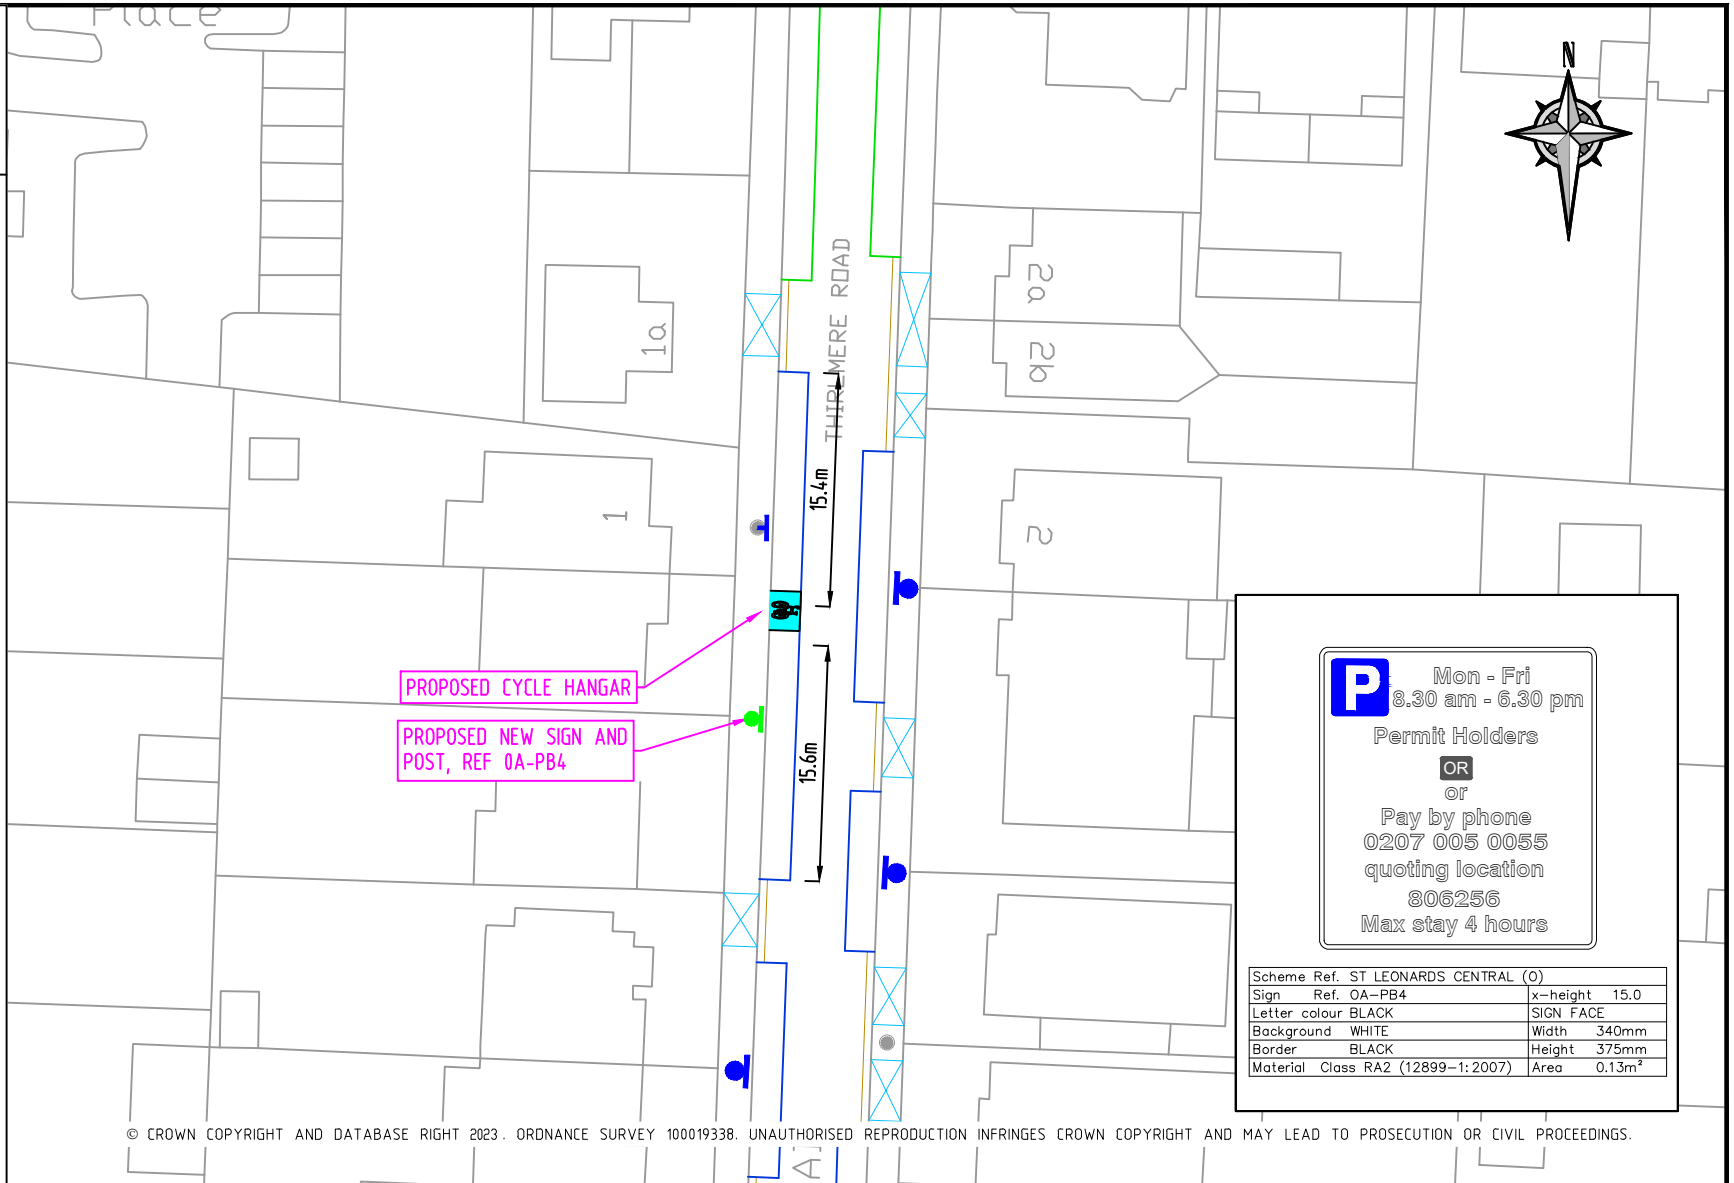 Place
N
THIRLMERE ROAD
1a
2a
2b
15.4m
1
2
PROPOSED CYCLE HANGAR
PROPOSED NEW SIGN AND
POST, REF 0A-PB4
15.6m
P
Mon - Fri
8.30 am - 6.30 pm
Permit Holders
OR
or
Pay by phone
0207 005 0055
quoting location
806256
Max stay 4 hours
Scheme Ref. ST LEONARDS CENTRAL (O)
Sign Ref. OA-PB4 x-height 15.0
Letter colour BLACK SIGN FACE
Background WHITE Width 340mm
Border BLACK Height 375mm
Material Class RA2 (12899-1:2007) Area 0.13m²
© CROWN COPYRIGHT AND DATABASE RIGHT 2023. ORDNANCE SURVEY 100019338. UNAUTHORISED REPRODUCTION INFRINGES CROWN COPYRIGHT AND MAY LEAD TO PROSECUTION OR CIVIL PROCEEDINGS.